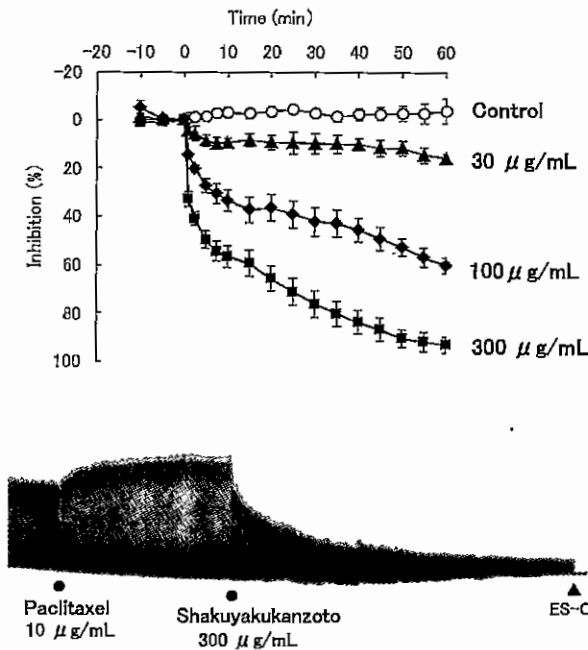 Time (min)
-20 -10 0 10 20 30 40 50 60
-20
0
20
40
60
80
100
Inhibition (%)
Control
30 μg/mL
100 μg/mL
300 μg/mL
Paclitaxel
10 μg/mL
Shakuyakukanzoto
300 μg/mL
ES-O